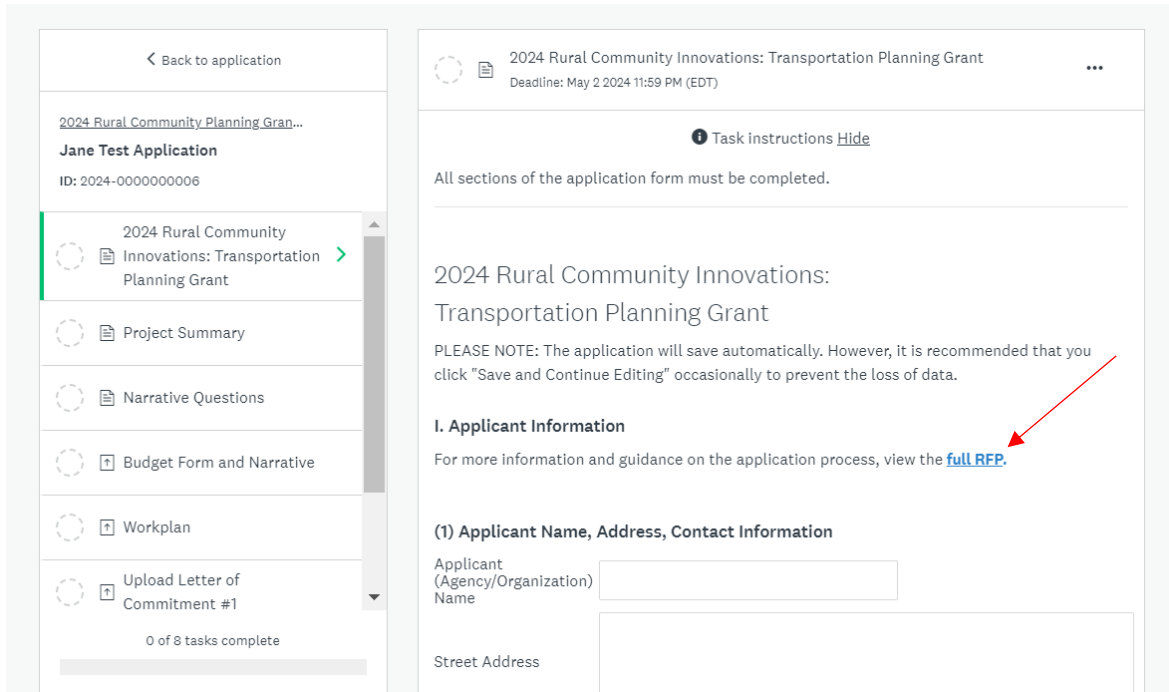 Back to application
2024 Rural Community Planning Gran...
Jane Test Application
ID: 2024-0000000006
2024 Rural Community
Innovations: Transportation
Planning Grant
Project Summary
Narrative Questions
Budget Form and Narrative
Workplan
Upload Letter of
Commitment #1
0 of 8 tasks complete
2024 Rural Community Innovations: Transportation Planning Grant
Deadline: May 2 2024 11:59 PM (EDT)
Task instructions Hide
All sections of the application form must be completed.
2024 Rural Community Innovations:
Transportation Planning Grant
PLEASE NOTE: The application will save automatically. However, it is recommended that you
click "Save and Continue Editing" occasionally to prevent the loss of data.
I. Applicant Information
For more information and guidance on the application process, view the full RFP.
(1) Applicant Name, Address, Contact Information
Applicant
(Agency/Organization)
Name
Street Address